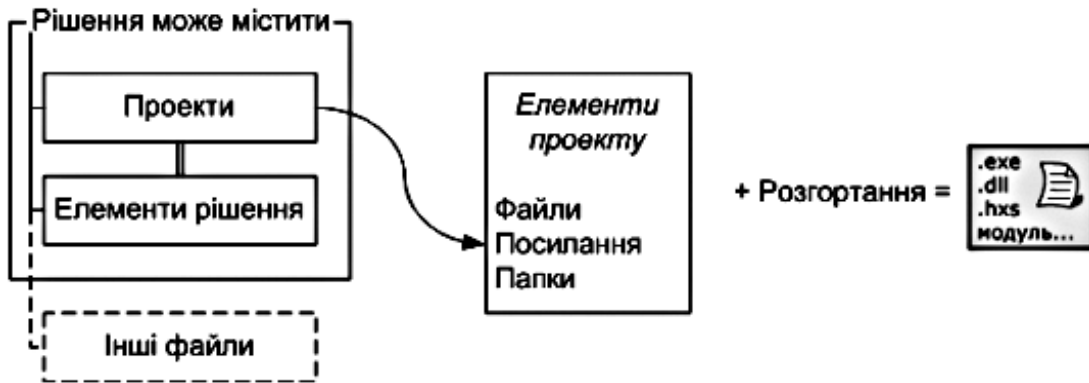 Рішення може містити
Проекти
Елементи рішення
Інші файли
Елементи
проекту
Файли
Посилання
Папки
+ Розгортання =
.exe
.dll
.hxs
модуль...